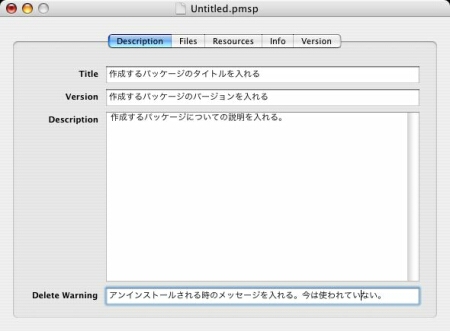 Untitled.pmsp
Description Files Resources Info Version
Title 作成するパッケージのタイトルを入れる
Version 作成するパッケージのバージョンを入れる
Description 作成するパッケージについての説明を入れる。
Delete Warning アンインストールされる時のメッセージを入れる。今は使われていない。